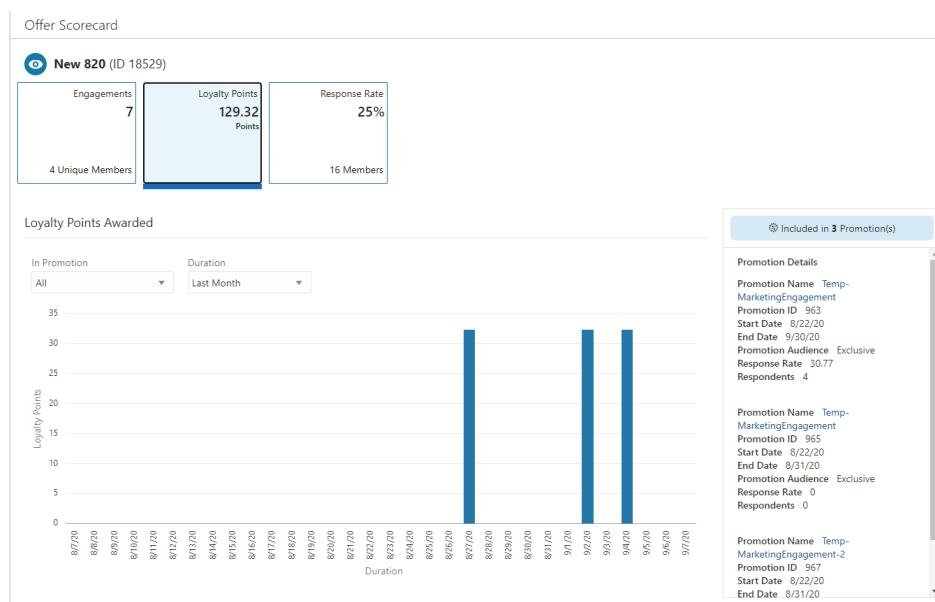 Offer Scorecard
New 820 (ID 18529)
Engagements
7
4 Unique Members
Loyalty Points
129.32
Points
Response Rate
25%
16 Members
Loyalty Points Awarded
In Promotion
All
Duration
Last Month
35
30
25
20
15
10
5
0
Loyalty Points
8/7/20
8/8/20
8/9/20
8/10/20
8/11/20
8/12/20
8/13/20
8/14/20
8/15/20
8/16/20
8/17/20
8/18/20
8/19/20
8/20/20
8/21/20
8/22/20
8/23/20
8/24/20
8/25/20
8/26/20
8/27/20
8/28/20
8/29/20
8/30/20
8/31/20
9/1/20
9/2/20
9/3/20
9/4/20
9/5/20
9/6/20
9/7/20
Duration
Included in 3 Promotion(s)
Promotion Details
Promotion Name Temp-
MarketingEngagement
Promotion ID 963
Start Date 8/22/20
End Date 9/30/20
Promotion Audience Exclusive
Response Rate 30.77
Respondents 4
Promotion Name Temp-
MarketingEngagement
Promotion ID 965
Start Date 8/22/20
End Date 8/31/20
Promotion Audience Exclusive
Response Rate 0
Respondents 0
Promotion Name Temp-
MarketingEngagement-2
Promotion ID 967
Start Date 8/22/20
End Date 8/31/20